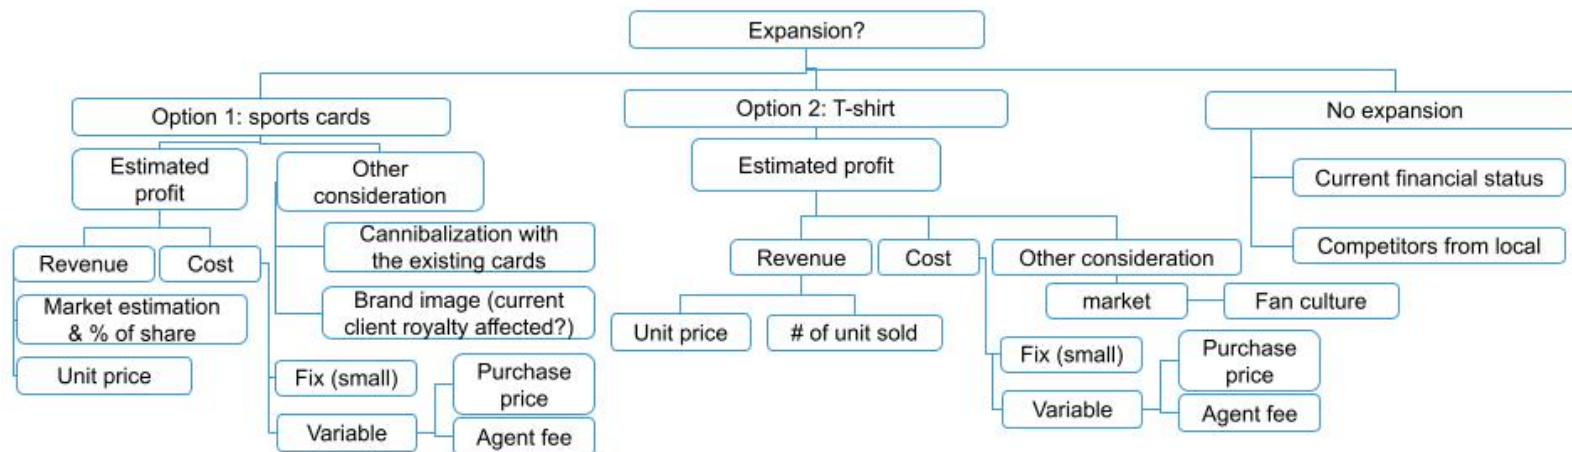 Expansion?
Option 1: sports cards
Option 2: T-shirt
No expansion
Estimated
profit
Other
consideration
Estimated profit
Current financial status
Cannibalization with
the existing cards
Competitors from local
Revenue
Cost
Revenue
Cost
Other consideration
Market estimation
& % of share
Brand image (current
client royalty affected?)
market
Fan culture
Unit price
# of unit sold
Unit price
Fix (small)
Purchase
price
Fix (small)
Purchase
price
Variable
Agent fee
Variable
Agent fee